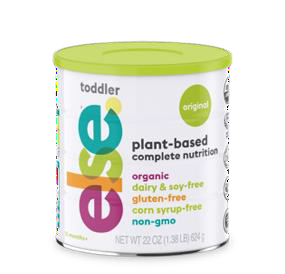 toddler
else
original
plant-based
complete nutrition
organic
dairy & soy-free
gluten-free
corn syrup-free
non-gmo
months+
NET WT 22 OZ (1.38 LB) 624 g